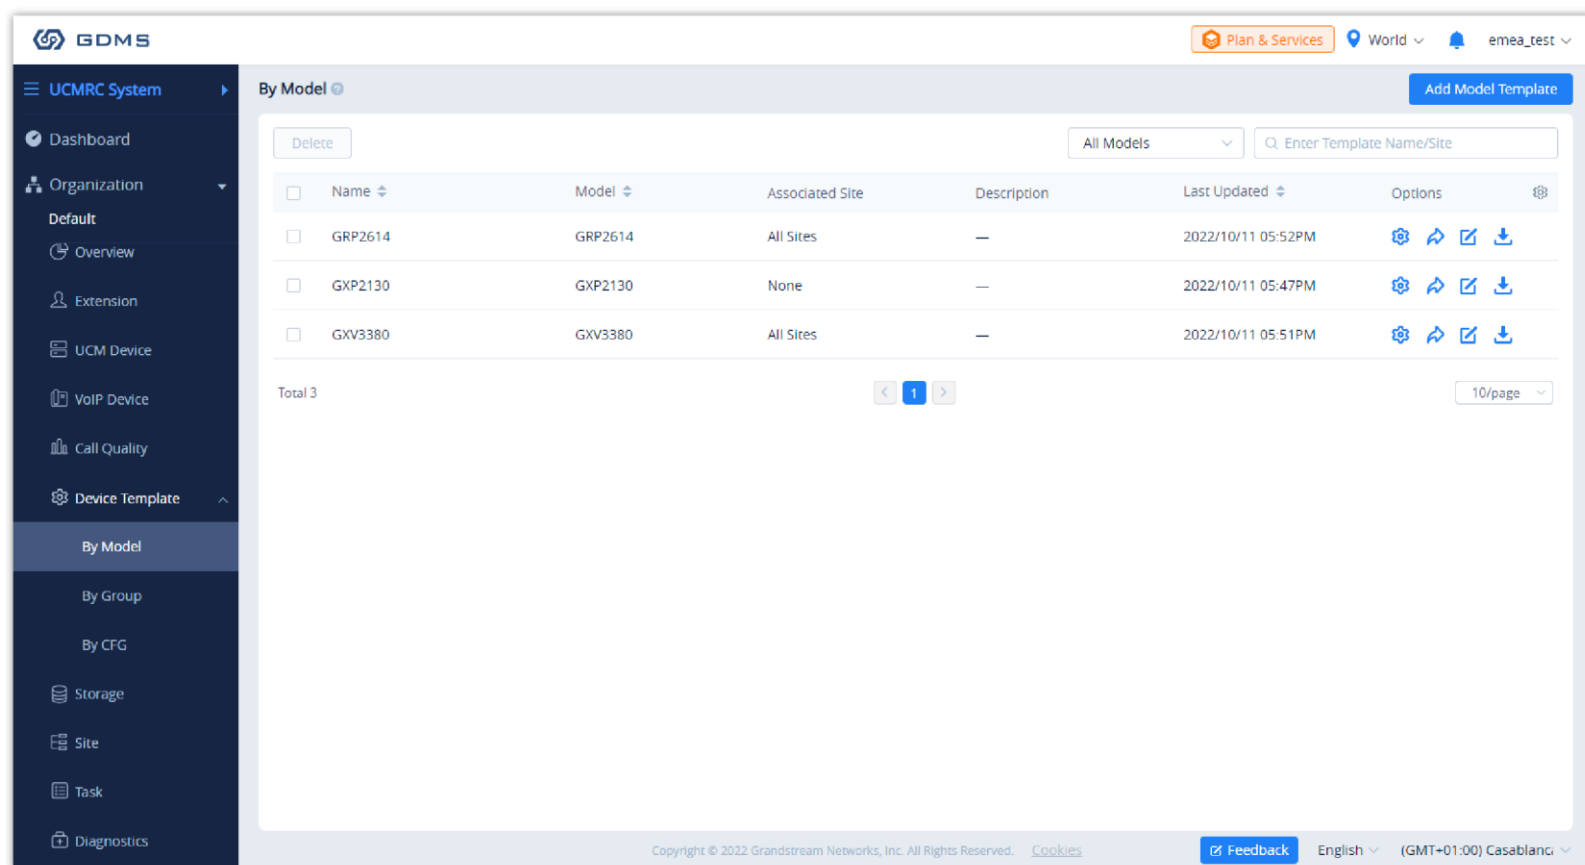 GDMS
Plan & Services World emea_test
UCMRC System
By Model Add Model Template
Dashboard
Delete All Models Enter Template Name/Site
Organization
Default
Name Model Associated Site Description Last Updated Options
GRP2614 GRP2614 All Sites — 2022/10/11 05:52PM
Overview
GXP2130 GXP2130 None — 2022/10/11 05:47PM
Extension
GXV3380 GXV3380 All Sites — 2022/10/11 05:51PM
UCM Device
Total 3 < 1 > 10/page
VoIP Device
Call Quality
Device Template
By Model
By Group
By CFG
Storage
Site
Task
Diagnostics
Copyright © 2022 Grandstream Networks, Inc. All Rights Reserved. Cookies Feedback English (GMT+01:00) Casablanca